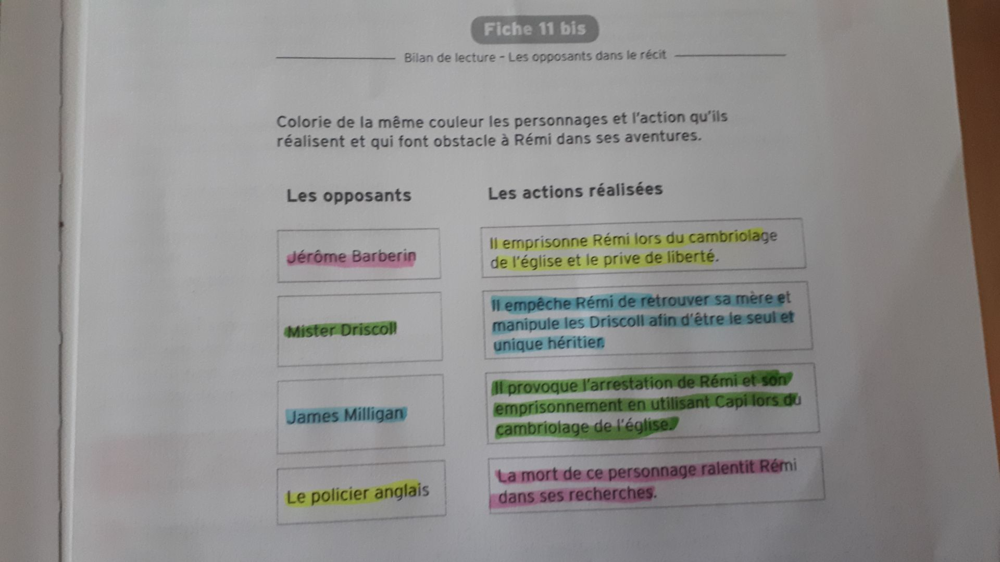 Fiche 11 bis
Bilan de lecture - Les opposants dans le récit
Colorie de la même couleur les personnages et l'action qu'ils
réalisent et qui font obstacle à Rémi dans ses aventures.
Les opposants
Les actions réalisées
Jérôme Barberin
Il emprisonne Rémi lors du cambriolage
de l'église et le prive de liberté.
Mister Driscoll
Il empêche Rémi de retrouver sa mère et
manipule les Driscoll afin d'être le seul et
unique héritier.
James Milligan
Il provoque l'arrestation de Rémi et son
emprisonnement en utilisant Capi lors du
cambriolage de l'église.
Le policier anglais
La mort de ce personnage ralentit Rémi
dans ses recherches.